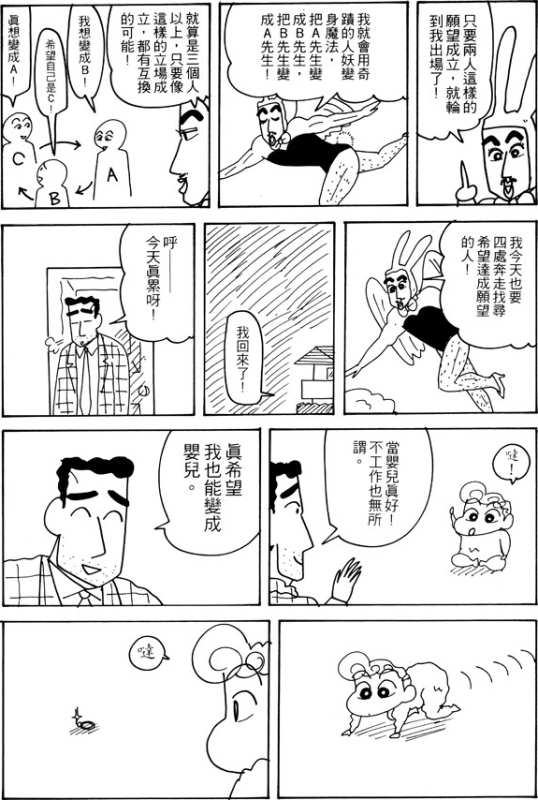 只要兩人這樣的
願望成立，就輪
到我出場了！
我就會用奇
蹟的人妖變
身魔法，
把A先生變
成B先生，
把B先生變
成A先生！
就算是三個人
以上，只要像
這樣的立場成
立，都有互換
的可能！
我想變成B！
希望自己是C！
真想變成A！
A
B
C
我今天也要
四處奔走找尋
希望達成願望
的人！
我回來了！
呼——
今天真累呀！
噠！
當嬰兒真好！
不工作也無所
謂。
真希望
我也能變成
嬰兒。
噠